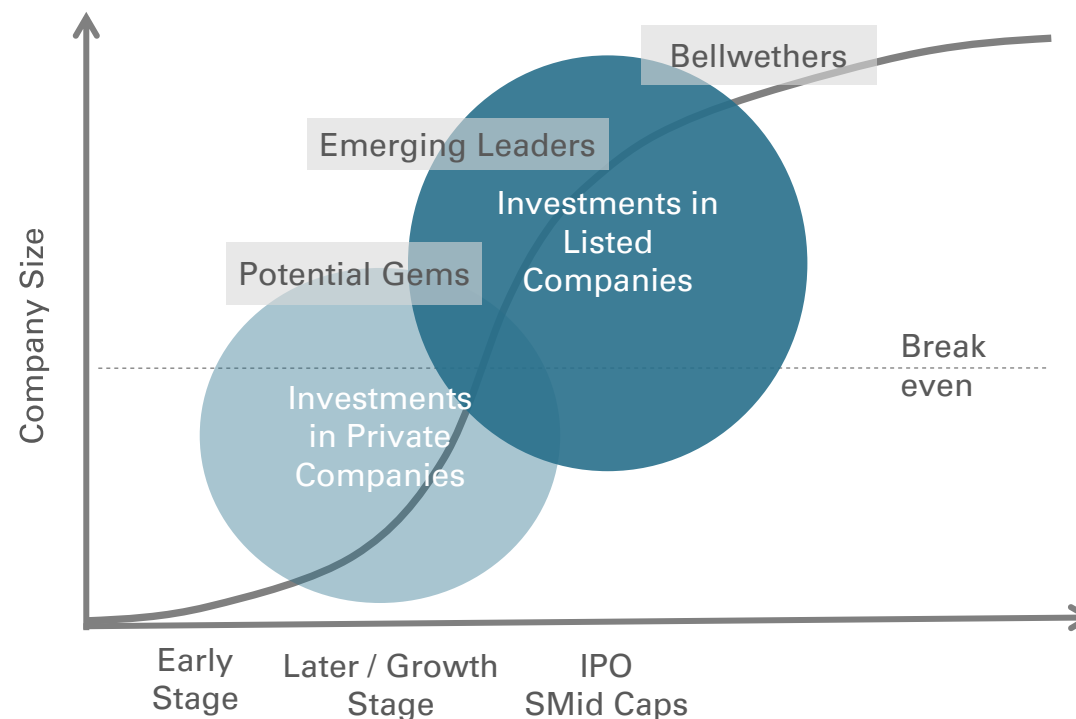 Bellwethers
Emerging Leaders
Investments in
Listed
Companies
Potential Gems
Company Size
Break
even
Investments
in Private
Companies
Early
Stage
Later / Growth
Stage
IPO
SMid Caps